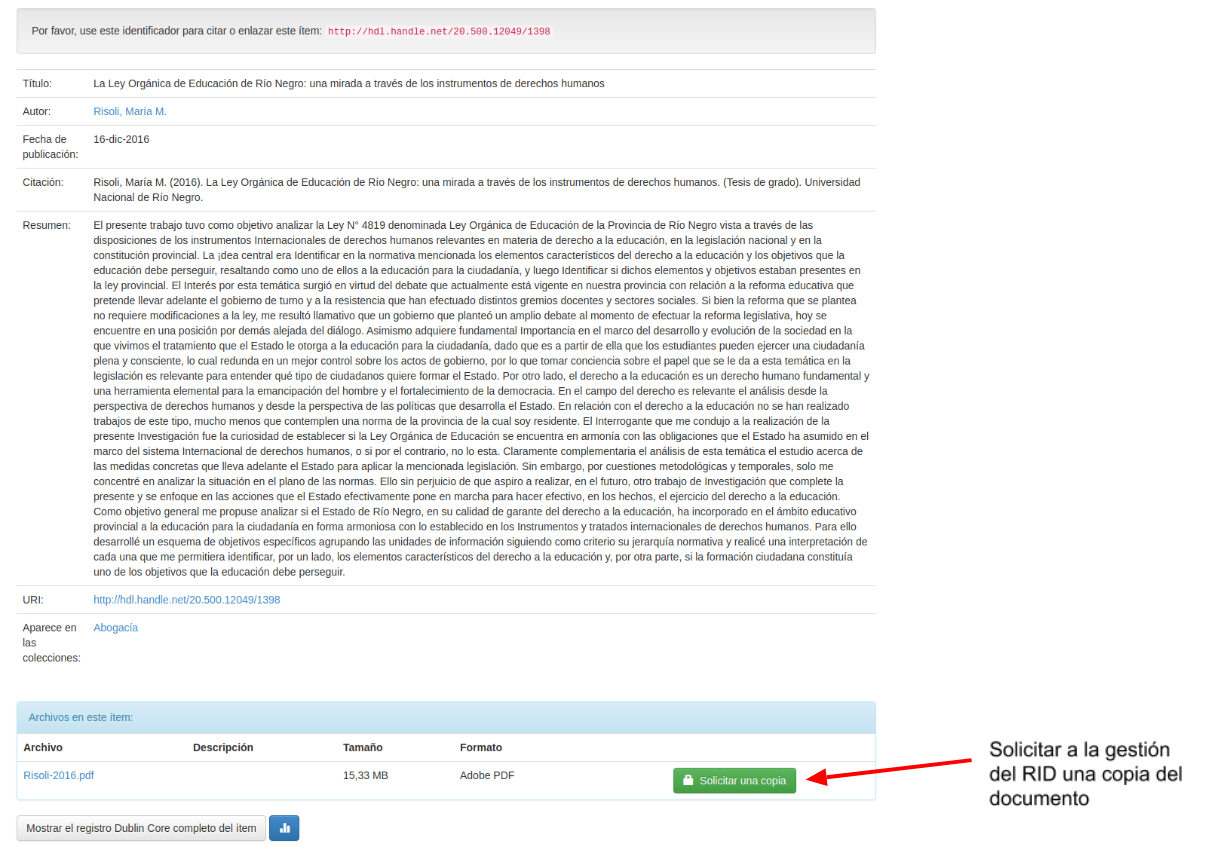 Por favor, use este identificador para citar o enlazar este ítem: http://hdl.handle.net/20.500.12049/1398
Título: La Ley Orgánica de Educación de Río Negro: una mirada a través de los instrumentos de derechos humanos
Autor: Risoli, María M.
Fecha de publicación: 16-dic-2016
Citación: Risoli, María M. (2016). La Ley Orgánica de Educación de Río Negro: una mirada a través de los instrumentos de derechos humanos. (Tesis de grado). Universidad
Nacional de Río Negro.
Resumen: El presente trabajo tuvo como objetivo analizar la Ley N° 4819 denominada Ley Orgánica de Educación de la Provincia de Río Negro vista a través de las
disposiciones de los instrumentos Internacionales de derechos humanos relevantes en materia de derecho a la educación, en la legislación nacional y en la
constitución provincial. La ¡dea central era Identificar en la normativa mencionada los elementos característicos del derecho a la educación y los objetivos que la
educación debe perseguir, resaltando como uno de ellos a la educación para la ciudadanía, y luego Identificar si dichos elementos y objetivos estaban presentes en
la ley provincial. El Interés por esta temática surgió en virtud del debate que actualmente está vigente en nuestra provincia con relación a la reforma educativa que
pretende llevar adelante el gobierno de turno y a la resistencia que han efectuado distintos gremios docentes y sectores sociales. Si bien la reforma que se plantea
no requiere modificaciones a la ley, me resultó llamativo que un gobierno que planteó un amplio debate al momento de efectuar la reforma legislativa, hoy se
encuentre en una posición por demás alejada del diálogo. Asimismo adquiere fundamental Importancia en el marco del desarrollo y evolución de la sociedad en la
que vivimos el tratamiento que el Estado le otorga a la educación para la ciudadanía, dado que es a partir de ella que los estudiantes pueden ejercer una ciudadanía
plena y consciente, lo cual redunda en un mejor control sobre los actos de gobierno, por lo que tomar conciencia sobre el papel que se le da a esta temática en la
legislación es relevante para entender qué tipo de ciudadanos quiere formar el Estado. Por otro lado, el derecho a la educación es un derecho humano fundamental y
una herramienta elemental para la emancipación del hombre y el fortalecimiento de la democracia. En el campo del derecho es relevante el análisis desde la
perspectiva de derechos humanos y desde la perspectiva de las políticas que desarrolla el Estado. En relación con el derecho a la educación no se han realizado
trabajos de este tipo, mucho menos que contemplen una norma de la provincia de la cual soy residente. El Interrogante que me condujo a la realización de la
presente Investigación fue la curiosidad de establecer si la Ley Orgánica de Educación se encuentra en armonía con las obligaciones que el Estado ha asumido en el
marco del sistema Internacional de derechos humanos, o si por el contrario, no lo esta. Claramente complementaria el análisis de esta temática el estudio acerca de
las medidas concretas que lleva adelante el Estado para aplicar la mencionada legislación. Sin embargo, por cuestiones metodológicas y temporales, solo me
concentré en analizar la situación en el plano de las normas. Ello sin perjuicio de que aspiro a realizar, en el futuro, otro trabajo de Investigación que complete la
presente y se enfoque en las acciones que el Estado efectivamente pone en marcha para hacer efectivo, en los hechos, el ejercicio del derecho a la educación.
Como objetivo general me propuse analizar si el Estado de Río Negro, en su calidad de garante del derecho a la educación, ha incorporado en el ámbito educativo
provincial a la educación para la ciudadanía en forma armoniosa con lo establecido en los Instrumentos y tratados internacionales de derechos humanos. Para ello
desarrollé un esquema de objetivos específicos agrupando las unidades de información siguiendo como criterio su jerarquía normativa y realicé una interpretación de
cada una que me permitiera identificar, por un lado, los elementos característicos del derecho a la educación y, por otra parte, si la formación ciudadana constituía
uno de los objetivos que la educación debe perseguir.
URI: http://hdl.handle.net/20.500.12049/1398
Aparece en las colecciones: Abogacía
Archivos en este ítem:
Archivo Descripción Tamaño Formato
Risoli-2016.pdf 15,33 MB Adobe PDF Solicitar una copia
Solicitar a la gestión
del RID una copia del
documento
Mostrar el registro Dublin Core completo del ítem